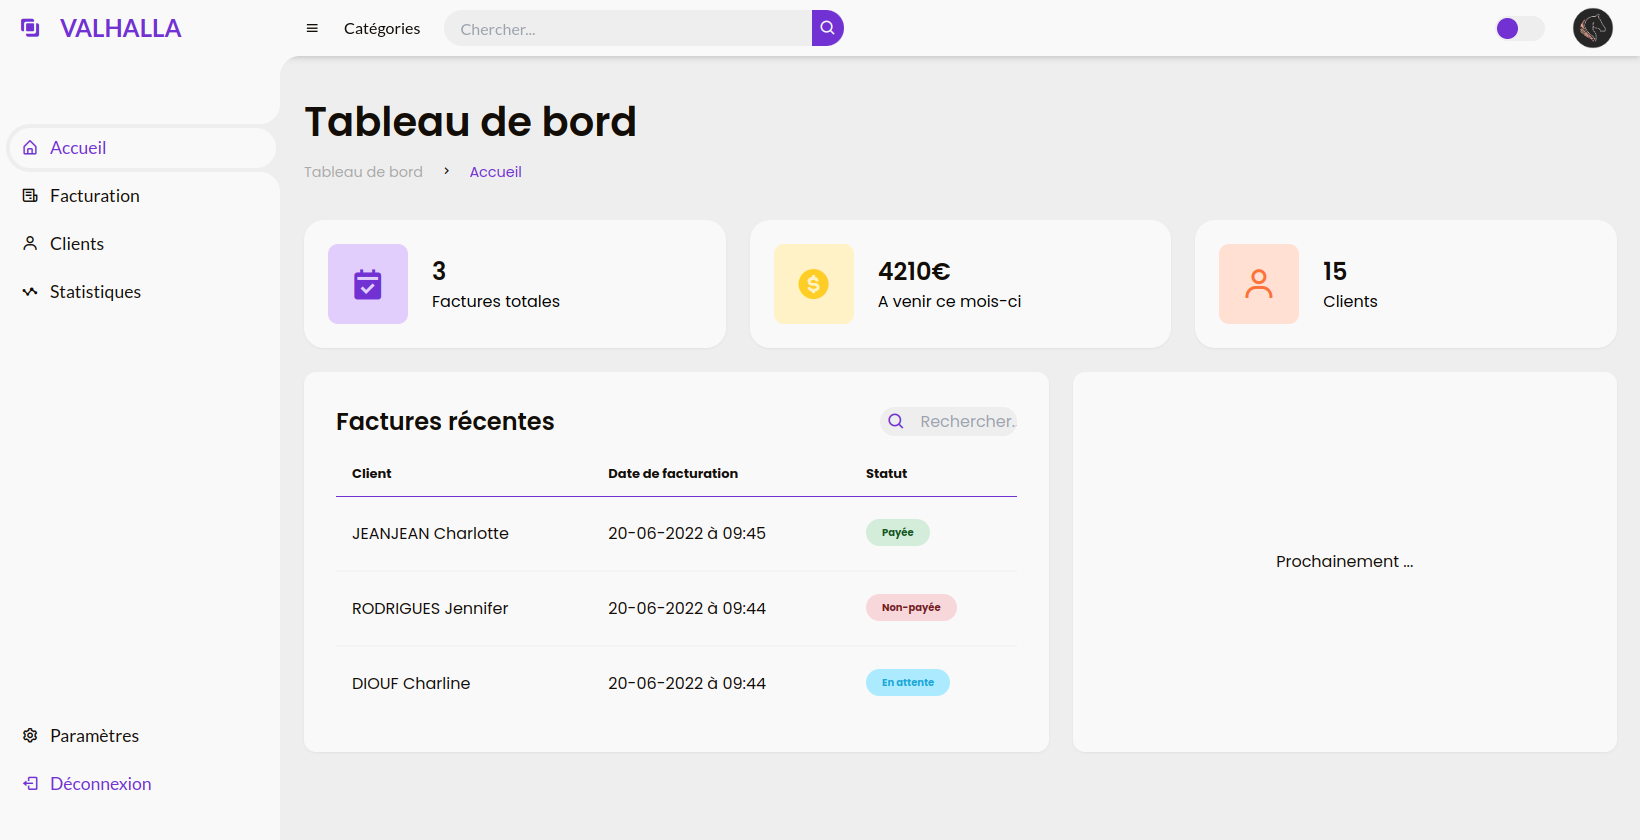 VALHALLA
Catégories
Chercher...
Accueil
Facturation
Clients
Statistiques
Paramètres
Déconnexion
Tableau de bord
Tableau de bord > Accueil
3
Factures totales
4210€
A venir ce mois-ci
15
Clients
Factures récentes
Rechercher..
Client Date de facturation Statut
JEANJEAN Charlotte 20-06-2022 à 09:45 Payée
RODRIGUES Jennifer 20-06-2022 à 09:44 Non-payée
DIOUF Charline 20-06-2022 à 09:44 En attente
Prochainement ...